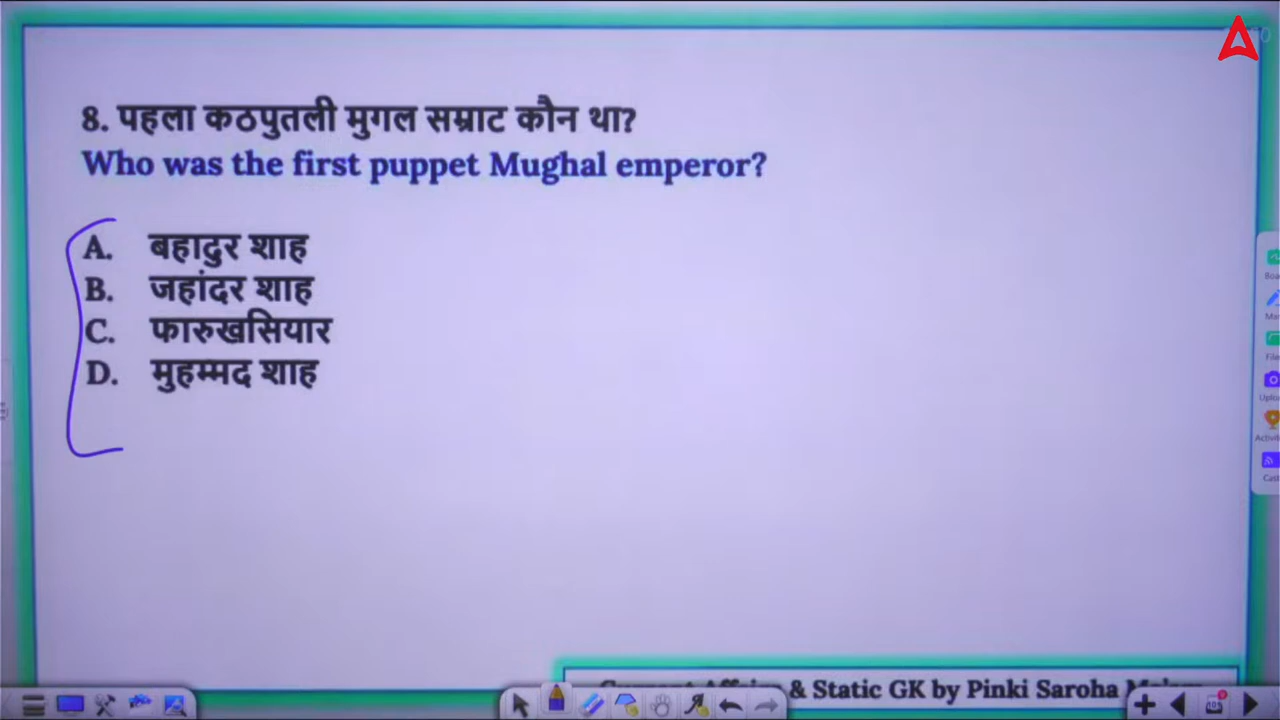 8. पहला कठपुतली मुगल सम्राट कौन था?
Who was the first puppet Mughal emperor?
A. बहादुर शाह
B. जहांदर शाह
C. फारुखसियार
D. मुहम्मद शाह
& Static GK by Pinki Saroha